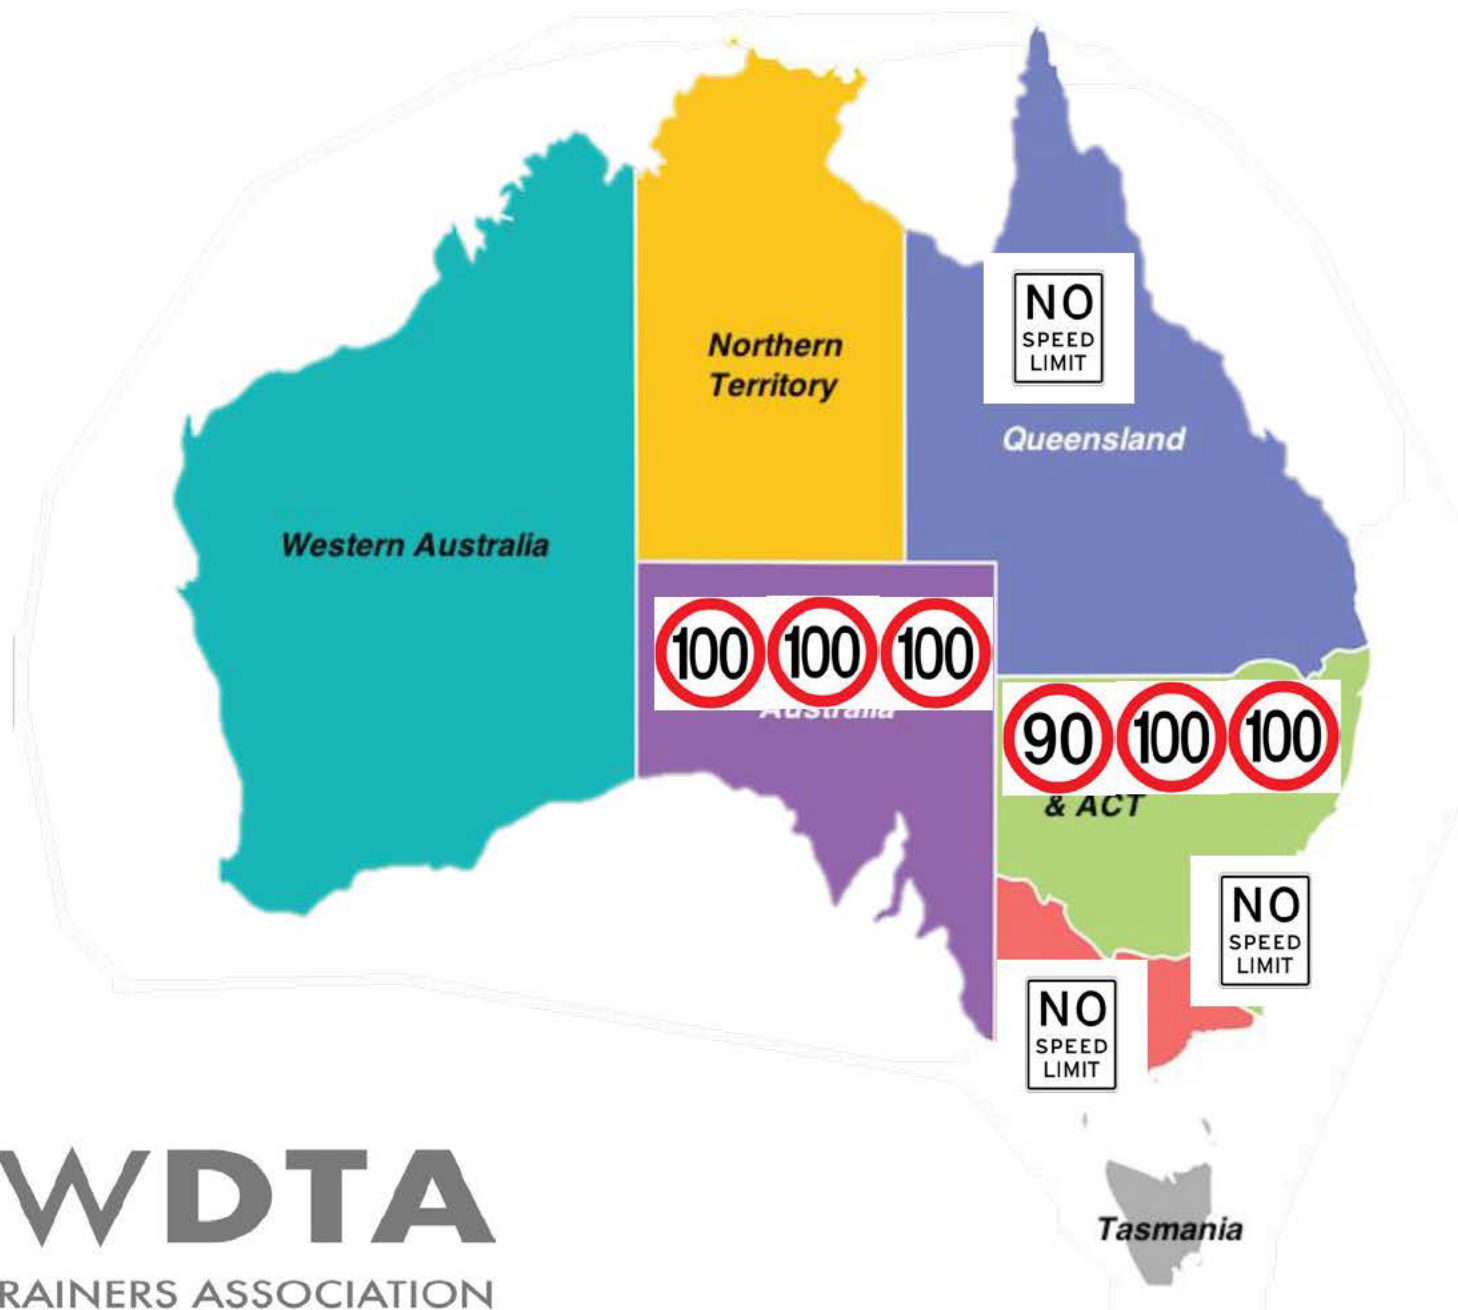 Northern
Territory
NO
SPEED
LIMIT
Queensland
Western Australia
100 100 100
Australia
90 100 100
& ACT
NO
SPEED
LIMIT
NO
SPEED
LIMIT
Tasmania
WDTA
RAINERS ASSOCIATION